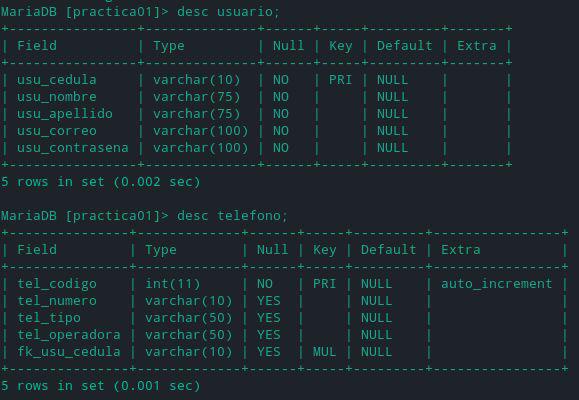 MariaDB [practica01]> desc usuario;
+----------------+--------------+------+-----+---------+-------+
| Field          | Type         | Null | Key | Default | Extra |
+----------------+--------------+------+-----+---------+-------+
| usu_cedula     | varchar(10)  | NO   | PRI | NULL    |       |
| usu_nombre     | varchar(75)  | NO   |     | NULL    |       |
| usu_apellido   | varchar(75)  | NO   |     | NULL    |       |
| usu_correo     | varchar(100) | NO   |     | NULL    |       |
| usu_contrasena | varchar(100) | NO   |     | NULL    |       |
+----------------+--------------+------+-----+---------+-------+
5 rows in set (0.002 sec)
MariaDB [practica01]> desc telefono;
+---------------+-------------+------+-----+---------+----------------+
| Field         | Type        | Null | Key | Default | Extra          |
+---------------+-------------+------+-----+---------+----------------+
| tel_codigo    | int(11)     | NO   | PRI | NULL    | auto_increment |
| tel_numero    | varchar(10) | YES  |     | NULL    |                |
| tel_tipo      | varchar(50) | YES  |     | NULL    |                |
| tel_operadora | varchar(50) | YES  |     | NULL    |                |
| fk_usu_cedula | varchar(10) | YES  | MUL | NULL    |                |
+---------------+-------------+------+-----+---------+----------------+
5 rows in set (0.001 sec)